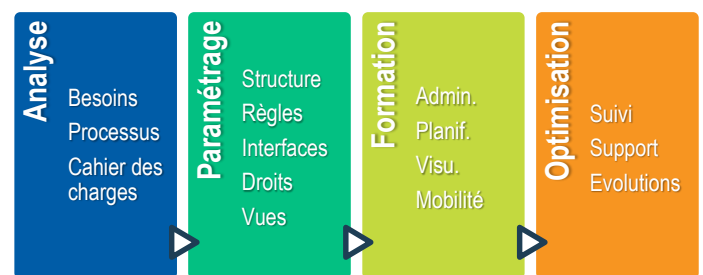 Analyse
Besoins
Processus
Cahier des
charges
Paramétrage
Structure
Règles
Interfaces
Droits
Vues
Formation
Admin.
Planif.
Visu.
Mobilité
Optimisation
Suivi
Support
Evolutions